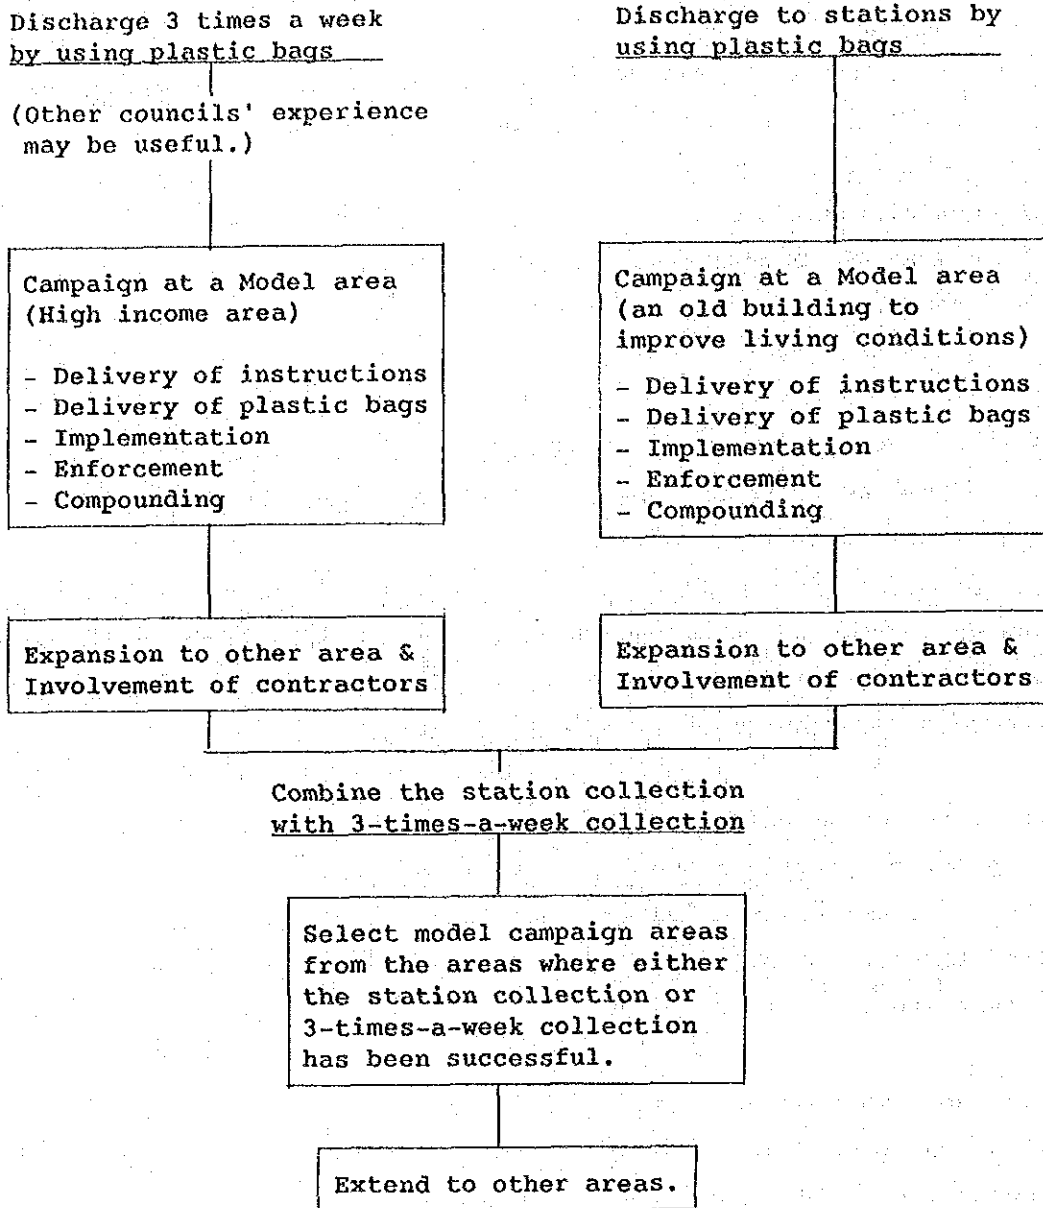 Discharge 3 times a week
by using plastic bags
(Other councils' experience
may be useful.)
Campaign at a Model area
(High income area)
- Delivery of instructions
- Delivery of plastic bags
- Implementation
- Enforcement
- Compounding
Expansion to other area &
Involvement of contractors
Discharge to stations by
using plastic bags
Campaign at a Model area
(an old building to
improve living conditions)
- Delivery of instructions
- Delivery of plastic bags
- Implementation
- Enforcement
- Compounding
Expansion to other area &
Involvement of contractors
Combine the station collection
with 3-times-a-week collection
Select model campaign areas
from the areas where either
the station collection or
3-times-a-week collection
has been successful.
Extend to other areas.